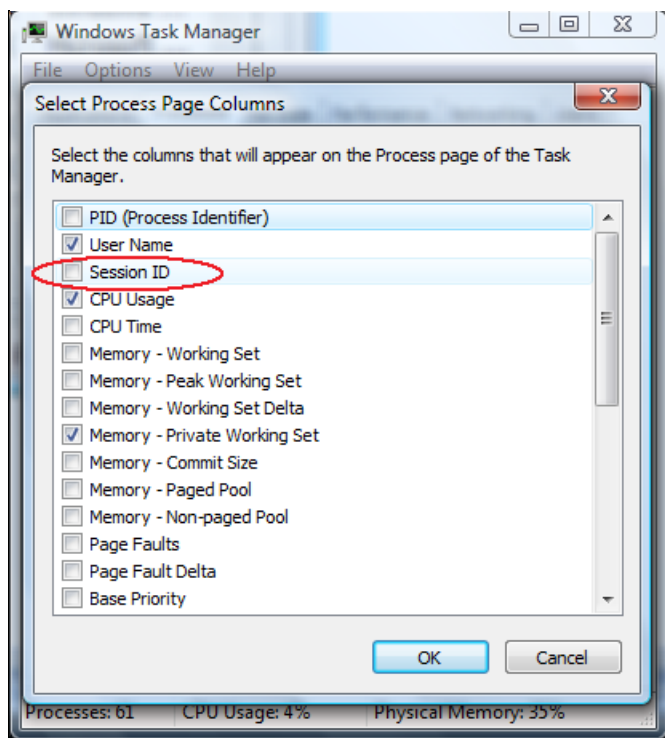 Windows Task Manager
File Options View Help
Select Process Page Columns
Select the columns that will appear on the Process page of the Task
Manager.
PID (Process Identifier)
User Name
Session ID
CPU Usage
CPU Time
Memory - Working Set
Memory - Peak Working Set
Memory - Working Set Delta
Memory - Private Working Set
Memory - Commit Size
Memory - Paged Pool
Memory - Non-paged Pool
Page Faults
Page Fault Delta
Base Priority
OK Cancel
Processes: 61 CPU Usage: 4% Physical Memory: 35%